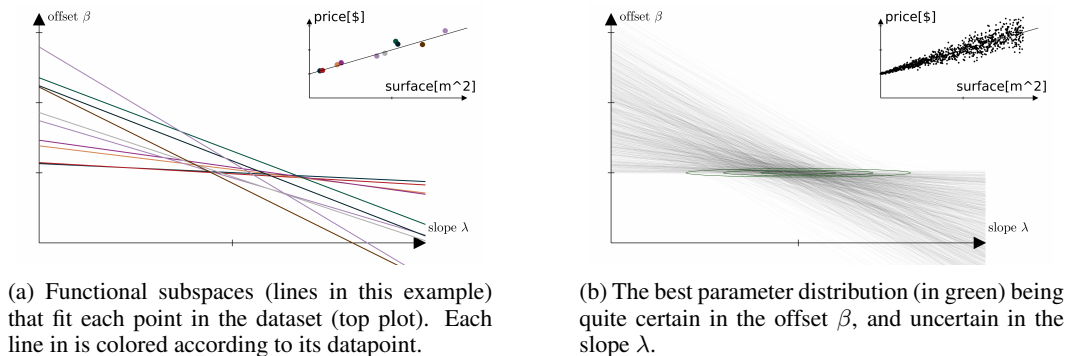 offset β
price[$]
surface[m^2]
slope λ
(a) Functional subspaces (lines in this example)
that fit each point in the dataset (top plot). Each
line in is colored according to its datapoint.
offset β
price[$]
surface[m^2]
slope λ
(b) The best parameter distribution (in green) being
quite certain in the offset β, and uncertain in the
slope λ.